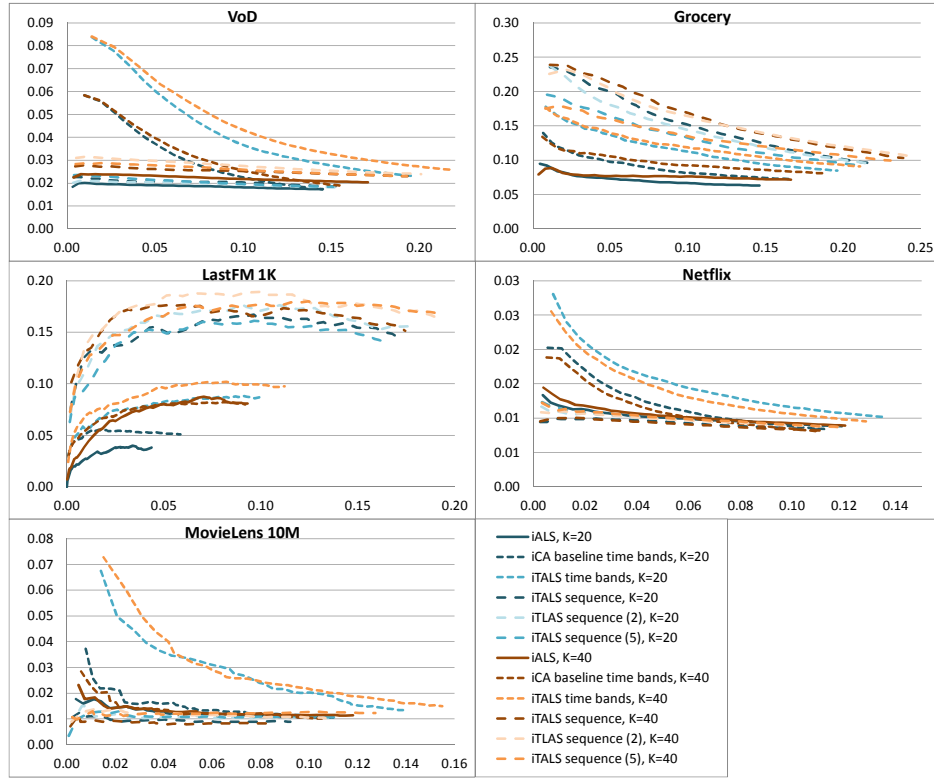 VoD
0.09
0.08
0.07
0.06
0.05
0.04
0.03
0.02
0.01
0.00
0.00 0.05 0.10 0.15 0.20
Grocery
0.30
0.25
0.20
0.15
0.10
0.05
0.00
0.00 0.05 0.10 0.15 0.20 0.25
LastFM 1K
0.20
0.15
0.10
0.05
0.00
0.00 0.05 0.10 0.15 0.20
Netflix
0.03
0.03
0.02
0.02
0.01
0.01
0.00
0.00 0.02 0.04 0.06 0.08 0.10 0.12 0.14
MovieLens 10M
0.08
0.07
0.06
0.05
0.04
0.03
0.02
0.01
0.00
0.00 0.02 0.04 0.06 0.08 0.10 0.12 0.14 0.16
iALS, K=20
iCA baseline time bands, K=20
iTALS time bands, K=20
iTALS sequence, K=20
iTLAS sequence (2), K=20
iTALS sequence (5), K=20
iALS, K=40
iCA baseline time bands, K=40
iTALS time bands, K=40
iTALS sequence, K=40
iTLAS sequence (2), K=40
iTALS sequence (5), K=40